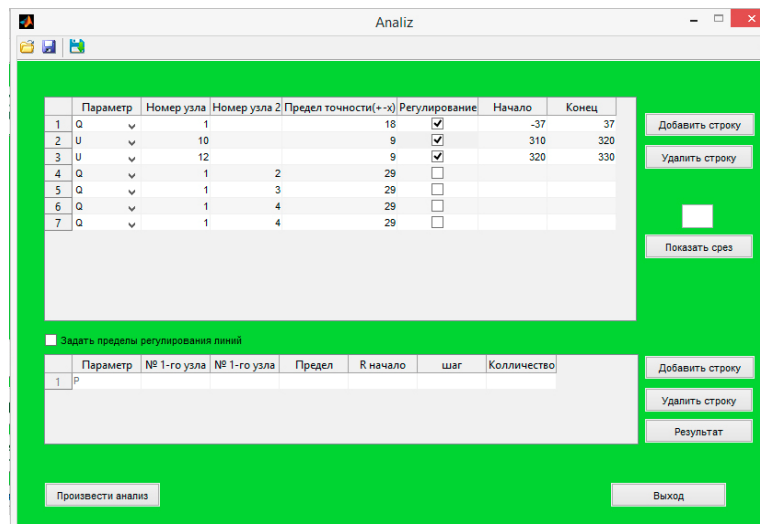 Analiz
Параметр Номер узла Номер узла 2 Предел точности(+-х) Регулирование Начало Конец
1 Q 1 18 -37 37
2 U 10 9 310 320
3 U 12 9 320 330
4 Q 1 2 29
5 Q 1 3 29
6 Q 1 4 29
7 Q 1 4 29
Добавить строку
Удалить строку
Показать срез
Задать пределы регулирования линий
Параметр № 1-го узла № 1-го узла Предел R начало шаг Колличество
1 P
Добавить строку
Удалить строку
Результат
Произвести анализ
Выход